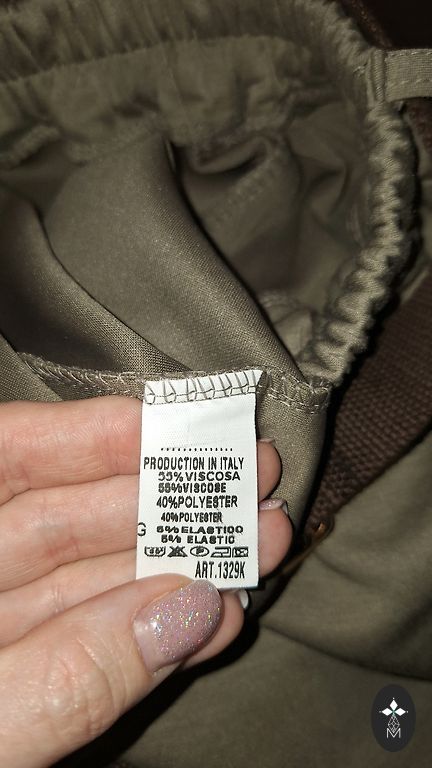 PRODUCTION IN ITALY
55%VISCOSA
55%VISCOSE
40%POLYESTER
40%POLYESTER
G 5%ELASTICO
5% ELASTIC
ART.1329K
M